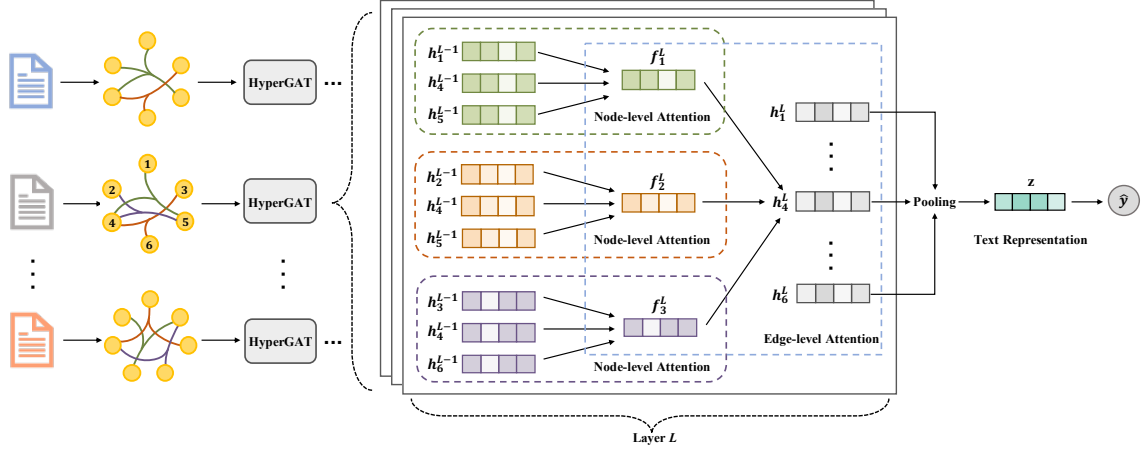 HyperGAT ...
1
2 3
4 5
6
HyperGAT
HyperGAT ...
h_1^{L-1}
h_4^{L-1}
h_5^{L-1}
f_1^L
Node-level Attention
h_2^{L-1}
h_4^{L-1}
h_5^{L-1}
f_2^L
Node-level Attention
h_3^{L-1}
h_4^{L-1}
h_6^{L-1}
f_3^L
Node-level Attention
h_1^L
h_4^L
h_6^L
Edge-level Attention
Layer L
Pooling
z
Text Representation
ŷ